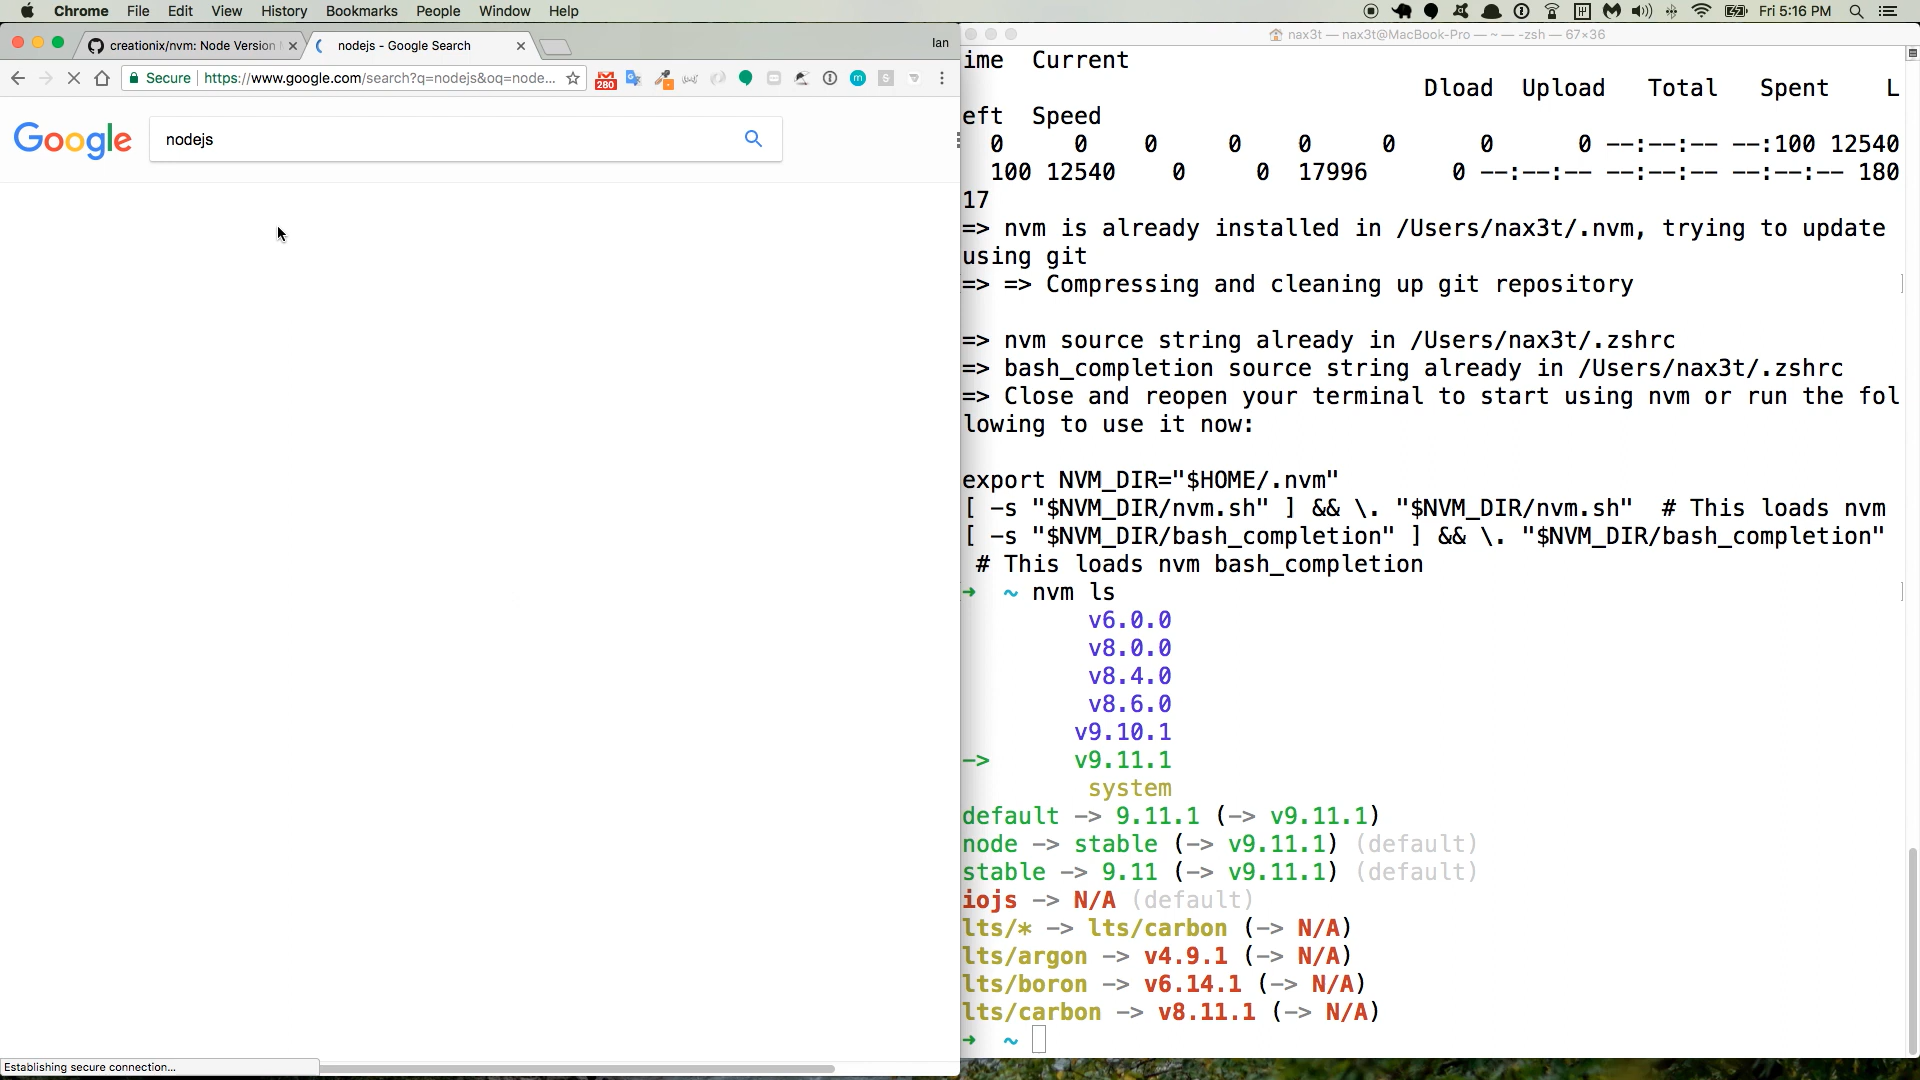 Chrome File Edit View History Bookmarks People Window Help
Fri 5:16 PM
creationix/nvm: Node Version
nodejs - Google Search
Ian
nax3t — nax3t@MacBook-Pro — ~ — -zsh — 67×36
Secure https://www.google.com/search?q=nodejs&oq=node...
280
Google nodejs
ime  Current
Dload  Upload   Total   Spent    L
eft  Speed
0     0    0     0    0     0      0      0 --:--:-- --:100 12540
100 12540    0     0  17996      0 --:--:-- --:--:-- --:--:-- 180
17
=> nvm is already installed in /Users/nax3t/.nvm, trying to update
using git
=> => Compressing and cleaning up git repository
=> nvm source string already in /Users/nax3t/.zshrc
=> bash_completion source string already in /Users/nax3t/.zshrc
=> Close and reopen your terminal to start using nvm or run the fol
lowing to use it now:
export NVM_DIR="$HOME/.nvm"
[ -s "$NVM_DIR/nvm.sh" ] && \. "$NVM_DIR/nvm.sh"  # This loads nvm
[ -s "$NVM_DIR/bash_completion" ] && \. "$NVM_DIR/bash_completion"
# This loads nvm bash_completion
➜  ~ nvm ls
v6.0.0
v8.0.0
v8.4.0
v8.6.0
v9.10.1
->      v9.11.1
system
default -> 9.11.1 (-> v9.11.1)
node -> stable (-> v9.11.1) (default)
stable -> 9.11 (-> v9.11.1) (default)
iojs -> N/A (default)
lts/* -> lts/carbon (-> N/A)
lts/argon -> v4.9.1 (-> N/A)
lts/boron -> v6.14.1 (-> N/A)
lts/carbon -> v8.11.1 (-> N/A)
➜  ~
Establishing secure connection...